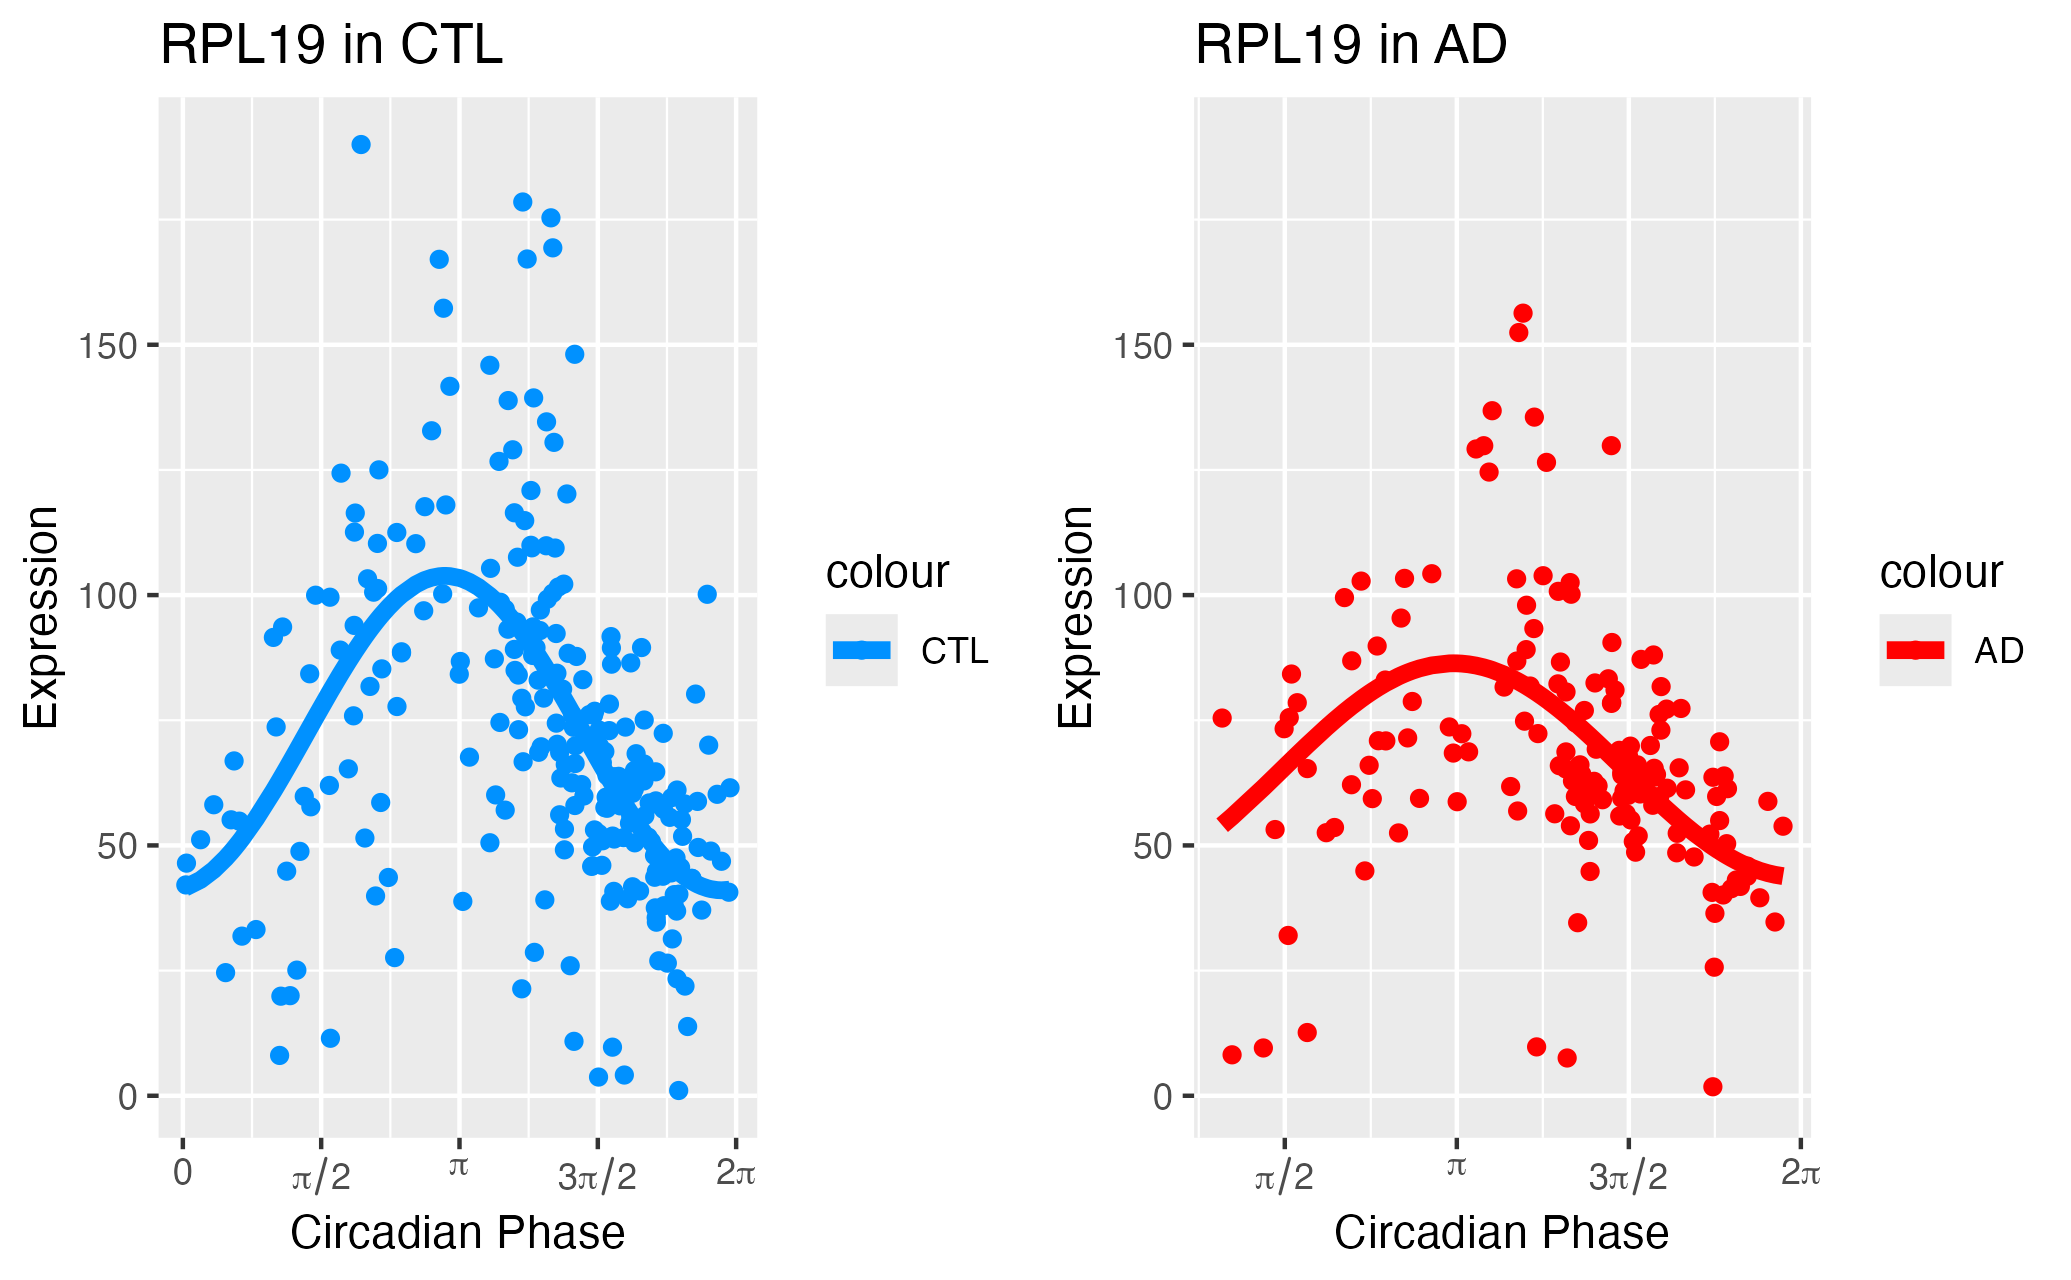 RPL19 in CTL
Expression
150
100
50
0
0 π/2 π 3π/2 2π
Circadian Phase
colour
CTL
RPL19 in AD
Expression
150
100
50
0
π/2 π 3π/2 2π
Circadian Phase
colour
AD